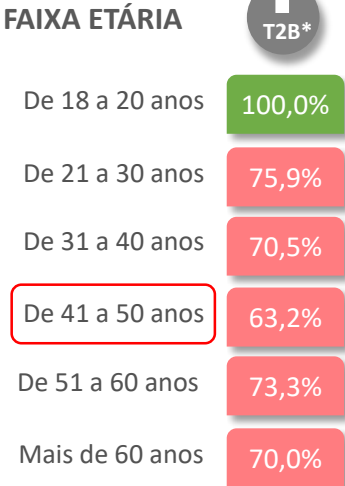 FAIXA ETÁRIA T2B*
De 18 a 20 anos 100,0%
De 21 a 30 anos 75,9%
De 31 a 40 anos 70,5%
De 41 a 50 anos 63,2%
De 51 a 60 anos 73,3%
Mais de 60 anos 70,0%